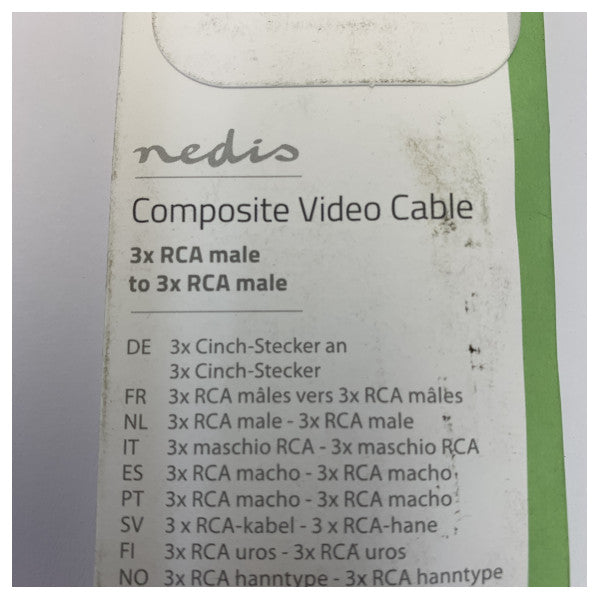 nedis
Composite Video Cable
3x RCA male
to 3x RCA male
DE 3x Cinch-Stecker an
3x Cinch-Stecker
FR 3x RCA mâles vers 3x RCA mâles
NL 3x RCA male - 3x RCA male
IT 3x maschio RCA - 3x maschio RCA
ES 3x RCA macho - 3x RCA macho
PT 3x RCA macho - 3x RCA macho
SV 3 x RCA-kabel - 3 x RCA-hane
FI 3x RCA uros - 3x RCA uros
NO 3x RCA hanntype - 3x RCA hanntype